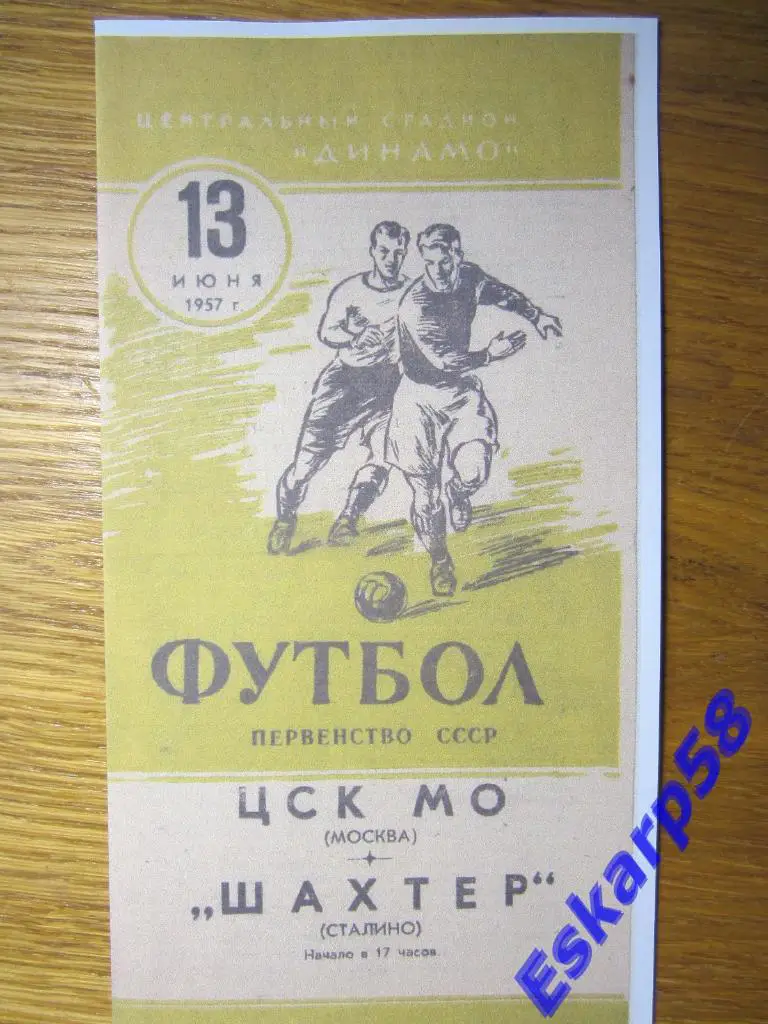 ЦЕНТРАЛЬНЫЙ СТАДИОН
„ДИНАМО“
13
ИЮНЯ
1957 г.
ФУТБОЛ
ПЕРВЕНСТВО СССР
ЦСК МО
(МОСКВА)
„ШАХТЕР“
(СТАЛИНО)
Начало в 17 часов.
Eskarp58